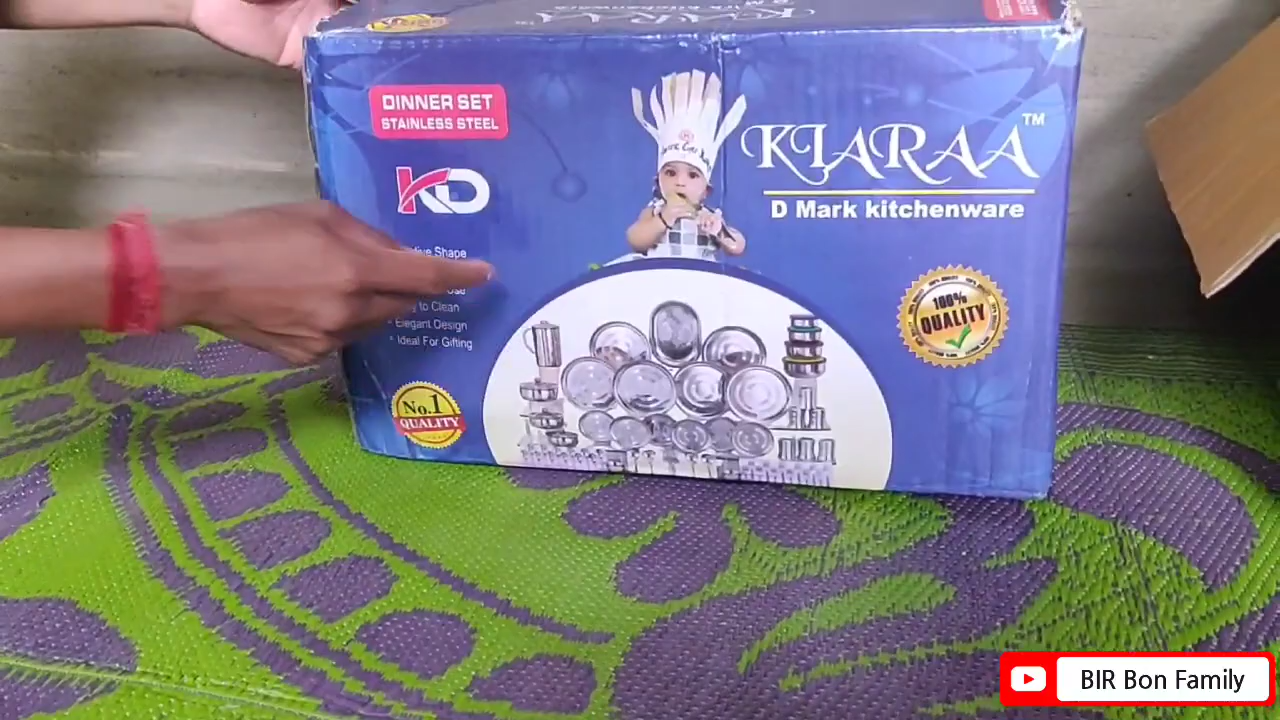 DINNER SET
STAINLESS STEEL
KD
KIARAA
TM
D Mark kitchenware
Shape
to Clean
Elegant Design
Ideal For Gifting
100%
QUALITY
No.1
QUALITY
BIR Bon Family